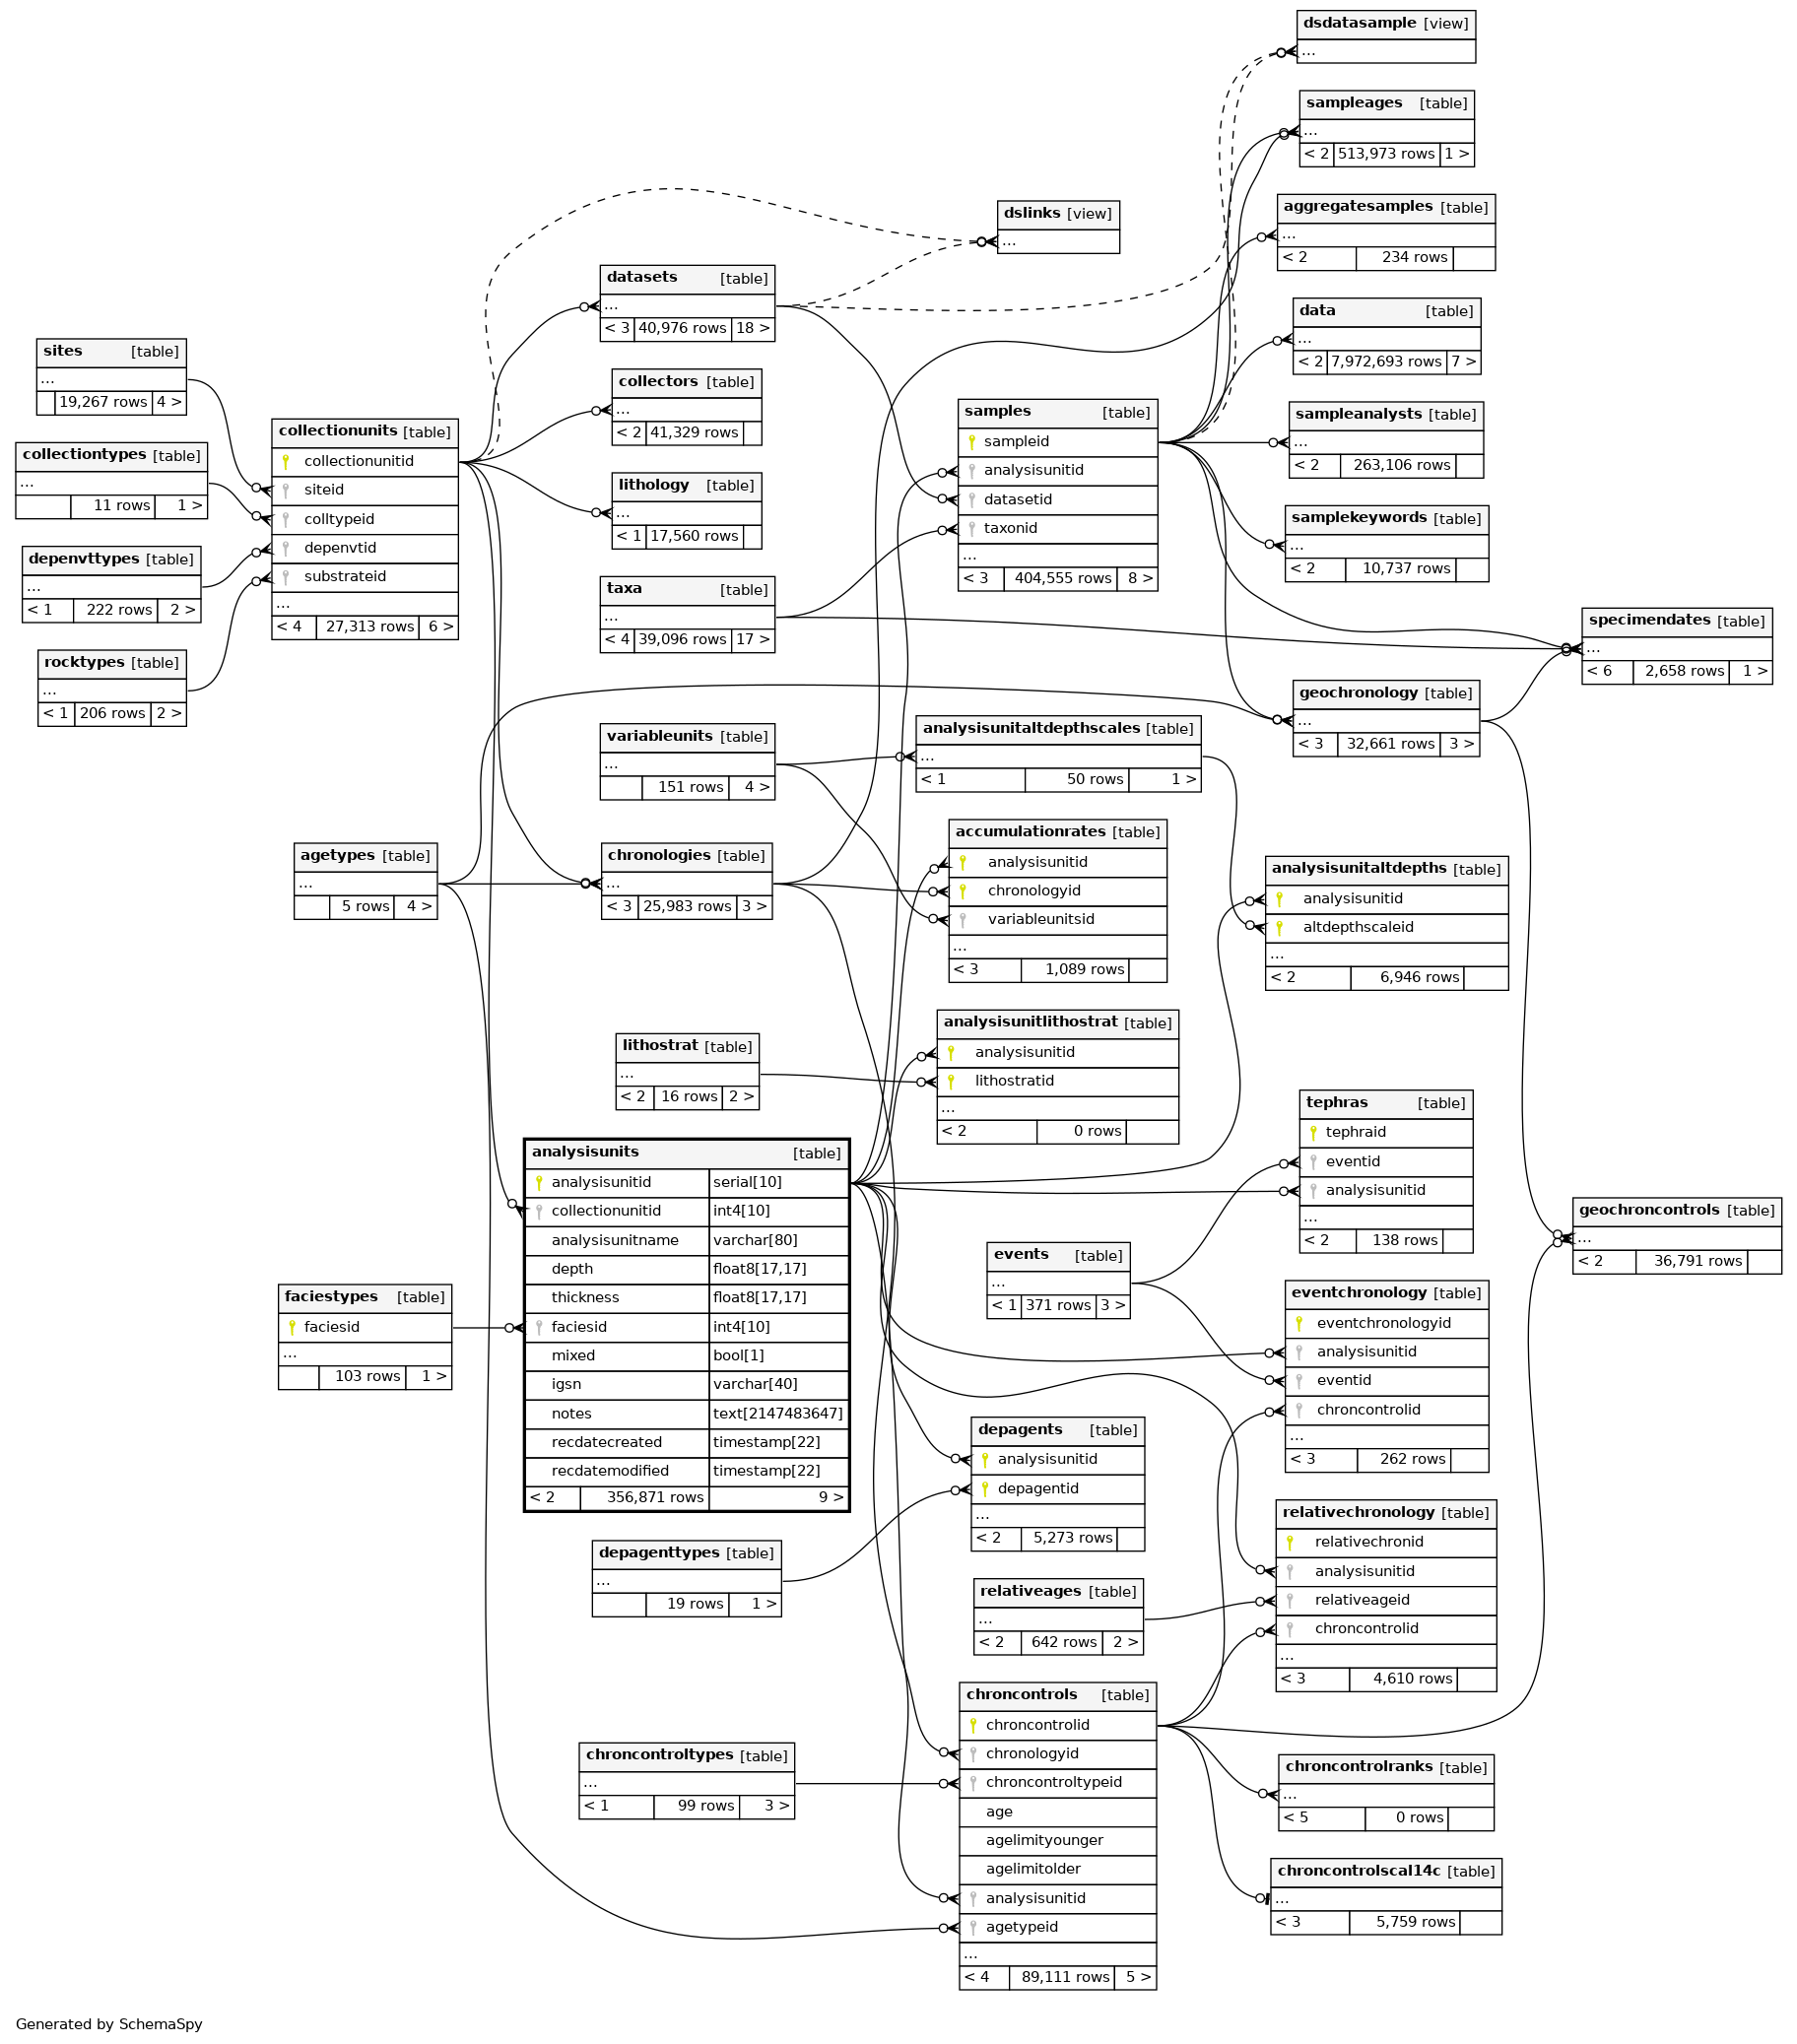 dsdatasample [view]
...
sampleages [table]
...
< 2 513,973 rows 1 >
aggregatesamples [table]
...
< 2 234 rows
dslinks [view]
...
datasets [table]
...
< 3 40,976 rows 18 >
data [table]
...
< 2 7,972,693 rows 7 >
sites [table]
...
19,267 rows 4 >
collectors [table]
...
< 2 41,329 rows
samples [table]
sampleid
analysisunitid
datasetid
taxonid
...
< 3 404,555 rows 8 >
sampleanalysts [table]
...
< 2 263,106 rows
collectionunits [table]
collectionunitid
siteid
colltypeid
depenvtid
substrateid
...
< 4 27,313 rows 6 >
collectiontypes [table]
...
11 rows 1 >
lithology [table]
...
< 1 17,560 rows
samplekeywords [table]
...
< 2 10,737 rows
depenvttypes [table]
...
< 1 222 rows 2 >
taxa [table]
...
< 4 39,096 rows 17 >
specimendates [table]
...
< 6 2,658 rows 1 >
rocktypes [table]
...
< 1 206 rows 2 >
geochronology [table]
...
< 3 32,661 rows 3 >
variableunits [table]
...
151 rows 4 >
analysisunitaltdepthscales [table]
...
< 1 50 rows 1 >
accumulationrates [table]
analysisunitid
chronologyid
variableunitsid
...
< 3 1,089 rows
agetypes [table]
...
5 rows 4 >
chronologies [table]
...
< 3 25,983 rows 3 >
analysisunitaltdepths [table]
analysisunitid
altdepthscaleid
...
< 2 6,946 rows
analysisunitlithostrat [table]
analysisunitid
lithostratid
...
< 2 0 rows
lithostrat [table]
...
< 2 16 rows 2 >
tephras [table]
tephraid
eventid
analysisunitid
...
< 2 138 rows
analysisunits [table]
analysisunitid serial[10]
collectionunitid int4[10]
analysisunitname varchar[80]
depth float8[17,17]
thickness float8[17,17]
faciesid int4[10]
mixed bool[1]
igsn varchar[40]
notes text[2147483647]
recdatecreated timestamp[22]
recdatemodified timestamp[22]
< 2 356,871 rows 9 >
geochroncontrols [table]
...
< 2 36,791 rows
events [table]
...
< 1 371 rows 3 >
faciestypes [table]
faciesid
...
103 rows 1 >
eventchronology [table]
eventchronologyid
analysisunitid
eventid
chroncontrolid
...
< 3 262 rows
depagents [table]
analysisunitid
depagentid
...
< 2 5,273 rows
relativechronology [table]
relativechronid
analysisunitid
relativeageid
chroncontrolid
...
< 3 4,610 rows
depagenttypes [table]
...
19 rows 1 >
relativeages [table]
...
< 2 642 rows 2 >
chroncontrols [table]
chroncontrolid
chronologyid
chroncontroltypeid
age
agelimityounger
agelimitolder
analysisunitid
agetypeid
...
< 4 89,111 rows 5 >
chroncontroltypes [table]
...
< 1 99 rows 3 >
chroncontrolranks [table]
...
< 5 0 rows
chroncontrolscal14c [table]
...
< 3 5,759 rows
Generated by SchemaSpy